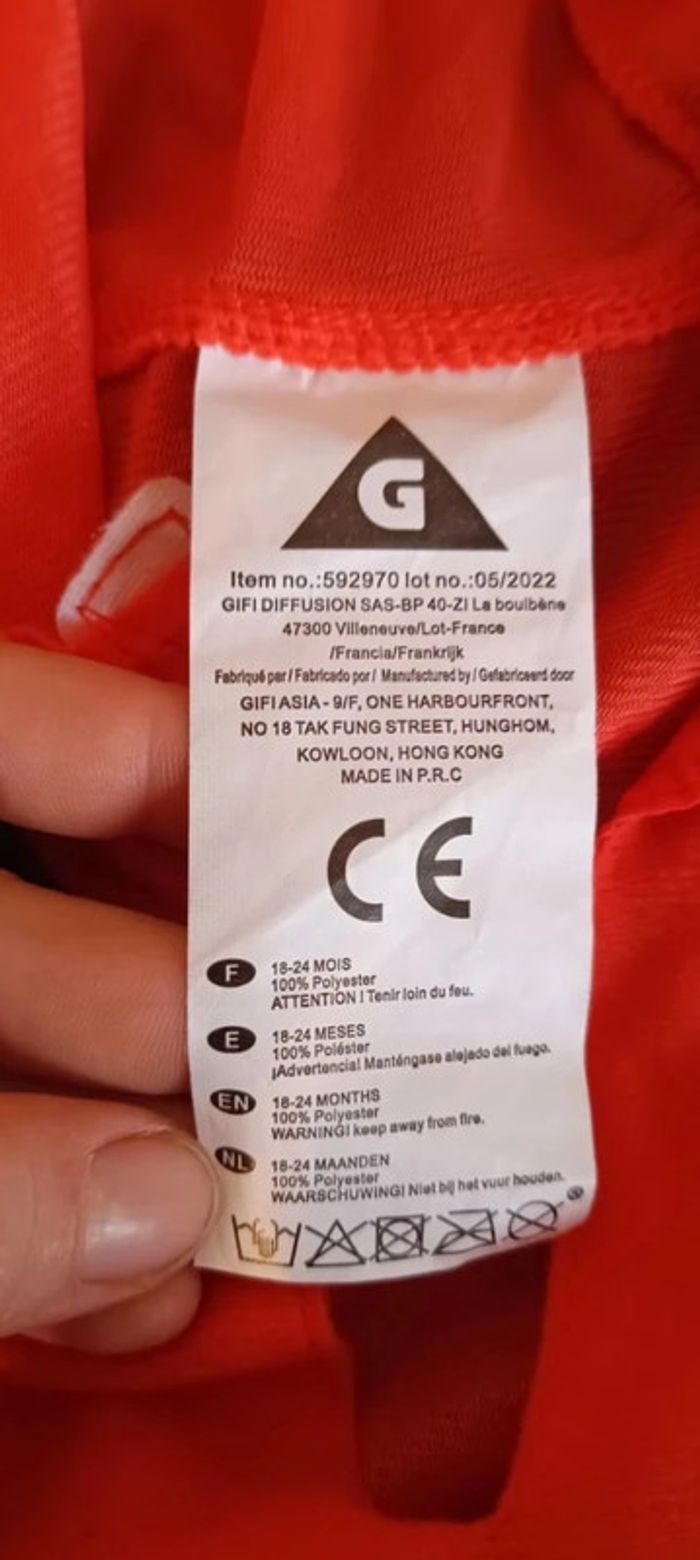 G
Item no.:592970 lot no.:05/2022
GIFI DIFFUSION SAS-BP 40-ZI La boulbène
47300 Villeneuve/Lot-France
/Francia/Frankrijk
Fabriqué par / Fabricado por / Manufactured by / Gefabriceerd door
GIFI ASIA - 9/F, ONE HARBOURFRONT,
NO 18 TAK FUNG STREET, HUNGHOM,
KOWLOON, HONG KONG
MADE IN P.R.C
CE
F 18-24 MOIS
100% Polyester
ATTENTION ! Tenir loin du feu.
E 18-24 MESES
100% Poléster
¡Advertencia! Manténgase alejado del fuego.
EN 18-24 MONTHS
100% Polyester
WARNING! keep away from fire.
NL 18-24 MAANDEN
100% Polyester
WAARSCHUWING! Niet bij het vuur houden.